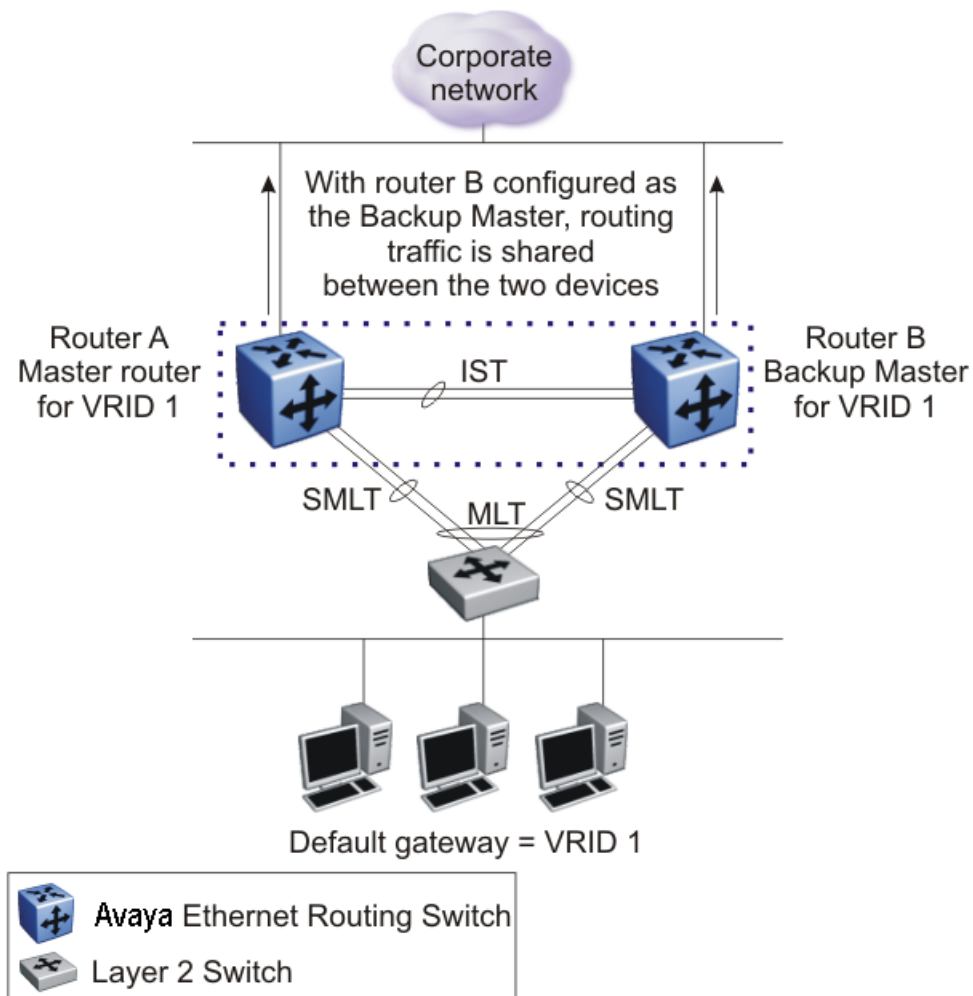 Corporate
network
With router B configured as
the Backup Master, routing
traffic is shared
between the two devices
Router A
Master router
for VRID 1
IST
Router B
Backup Master
for VRID 1
SMLT
MLT
SMLT
Default gateway = VRID 1
Avaya Ethernet Routing Switch
Layer 2 Switch